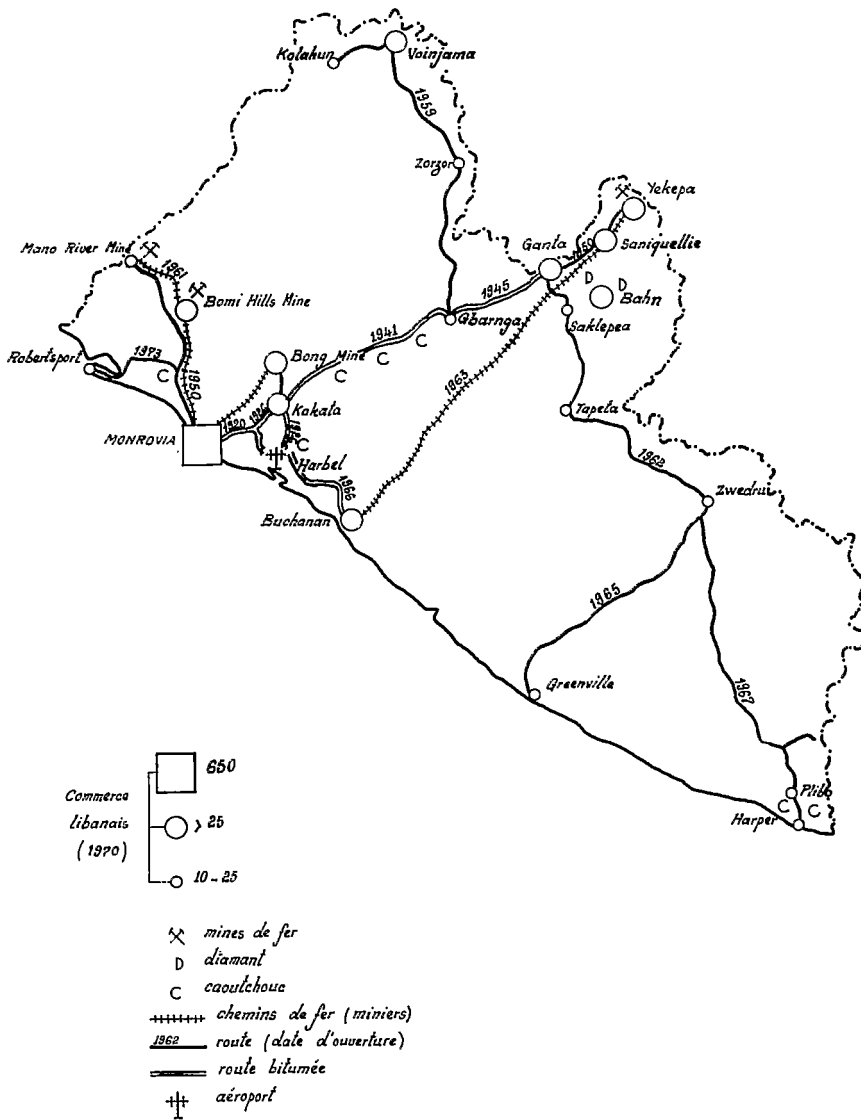 Kolahun
Voinjama
1959
Zorzor
Yekepa
Ganta
Saniquellie
Mano River Mine
1961
Bomi Hills Mine
D D
Bahn
1945
Saklepea
Gbarnga
1941
C C C
Robertsport
1973
C
1950
Bong Mine
1963
Kakata
MONROVIA
1920
1926
C
Harbel
1966
Buchanan
Tapeta
1962
Zwedru
1965
Greenville
1967
Plibo
C C
Harper
650
Commerce
libanais
(1970)
> 25
10-25
mines de fer
D diamant
C caoutchouc
chemins de fer (miniers)
1962 route (date d'ouverture)
route bitumée
aéroport